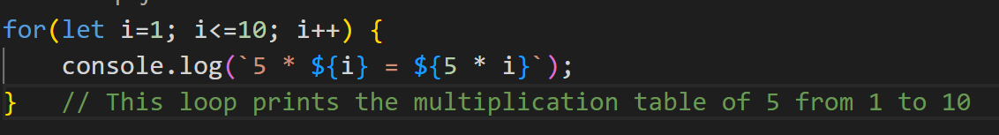 for(let i=1; i<=10; i++) {
    console.log(`5 * ${i} = ${5 * i}`);
}   // This loop prints the multiplication table of 5 from 1 to 10